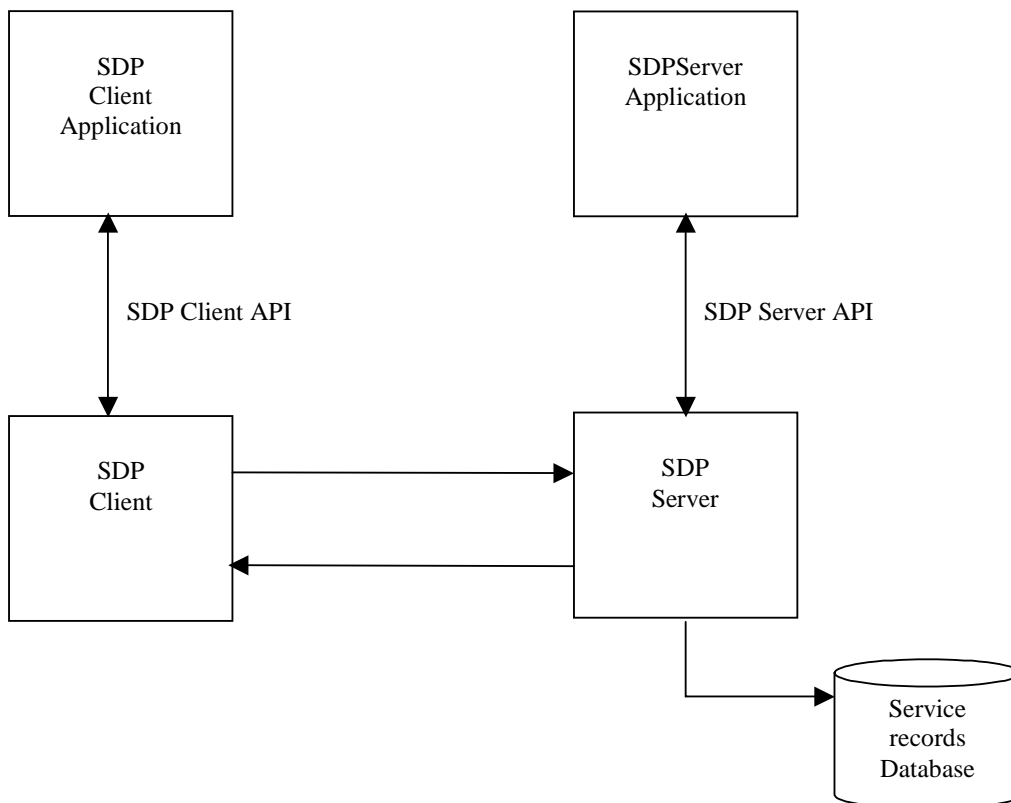 SDP
Client
Application
SDPServer
Application
SDP Client API
SDP Server API
SDP
Client
SDP
Server
Service
records
Database